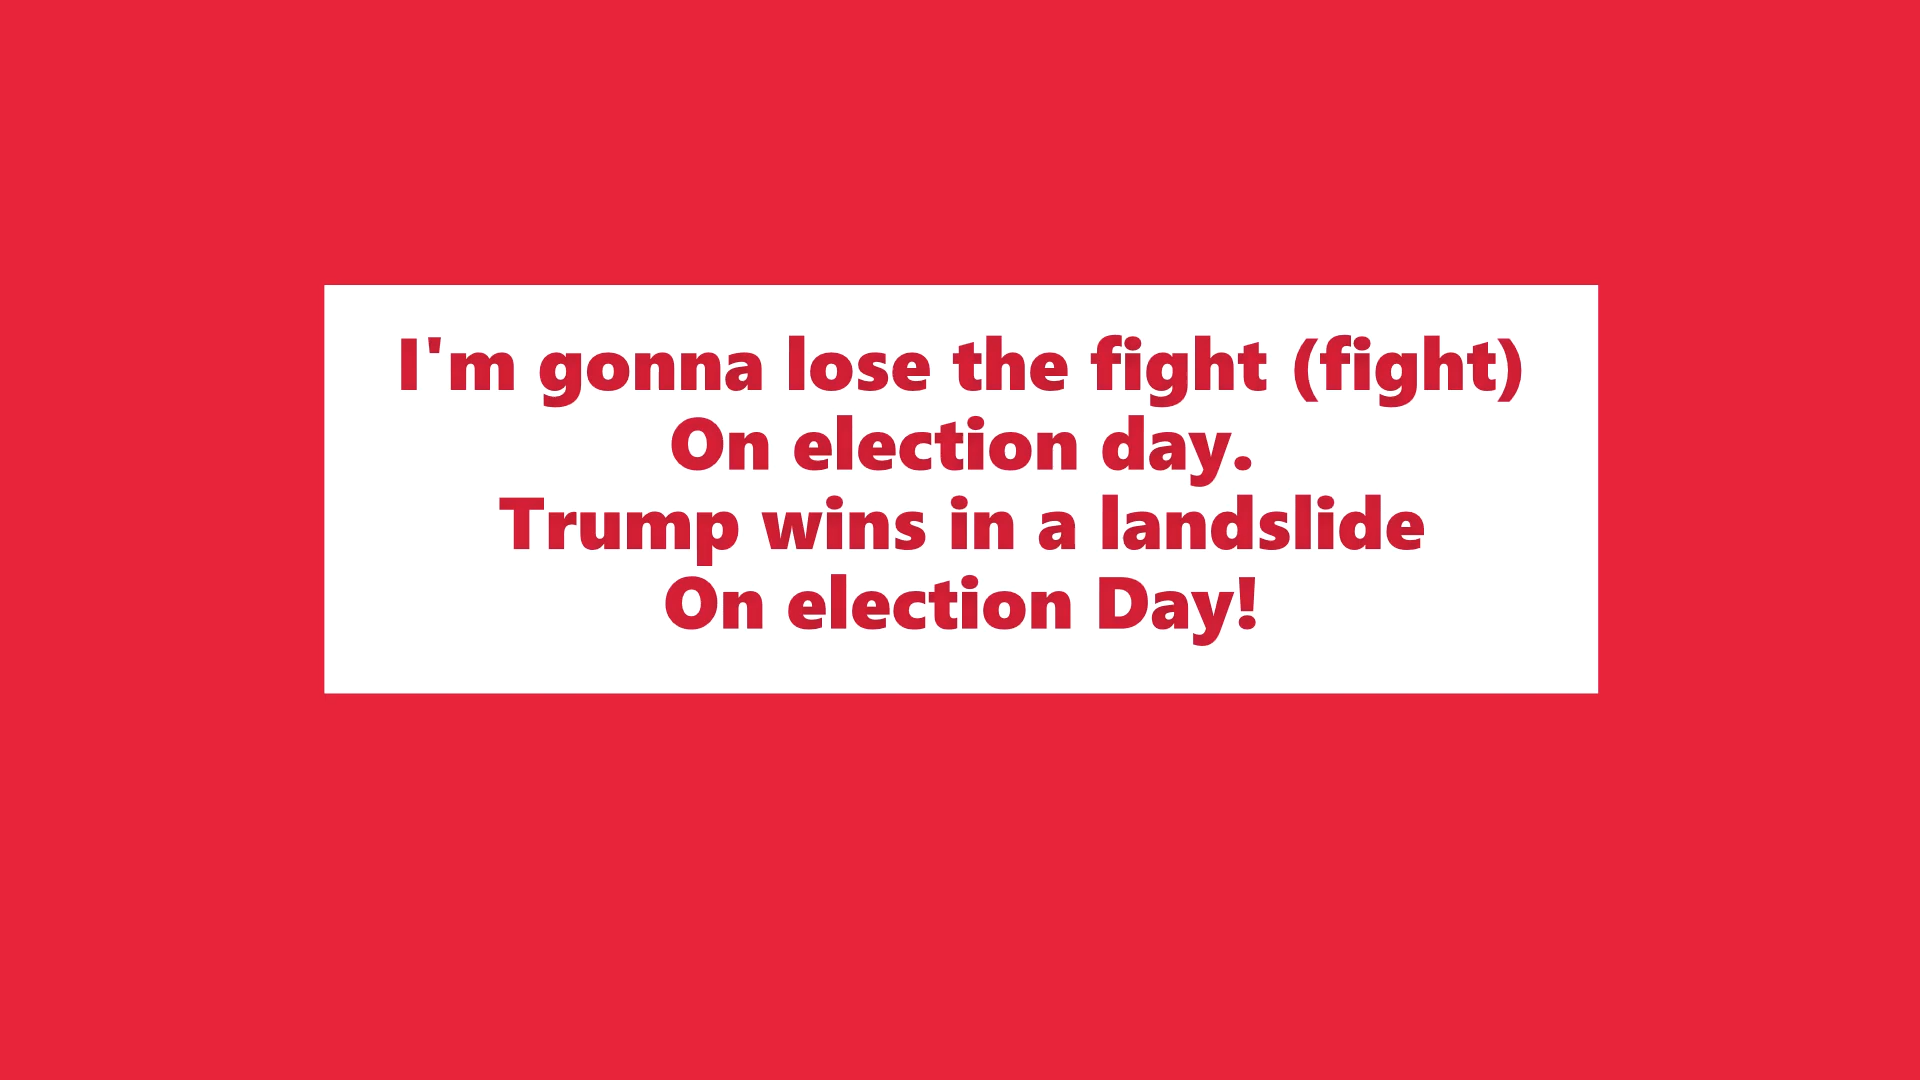 I'm gonna lose the fight (fight)
On election day.
Trump wins in a landslide
On election Day!